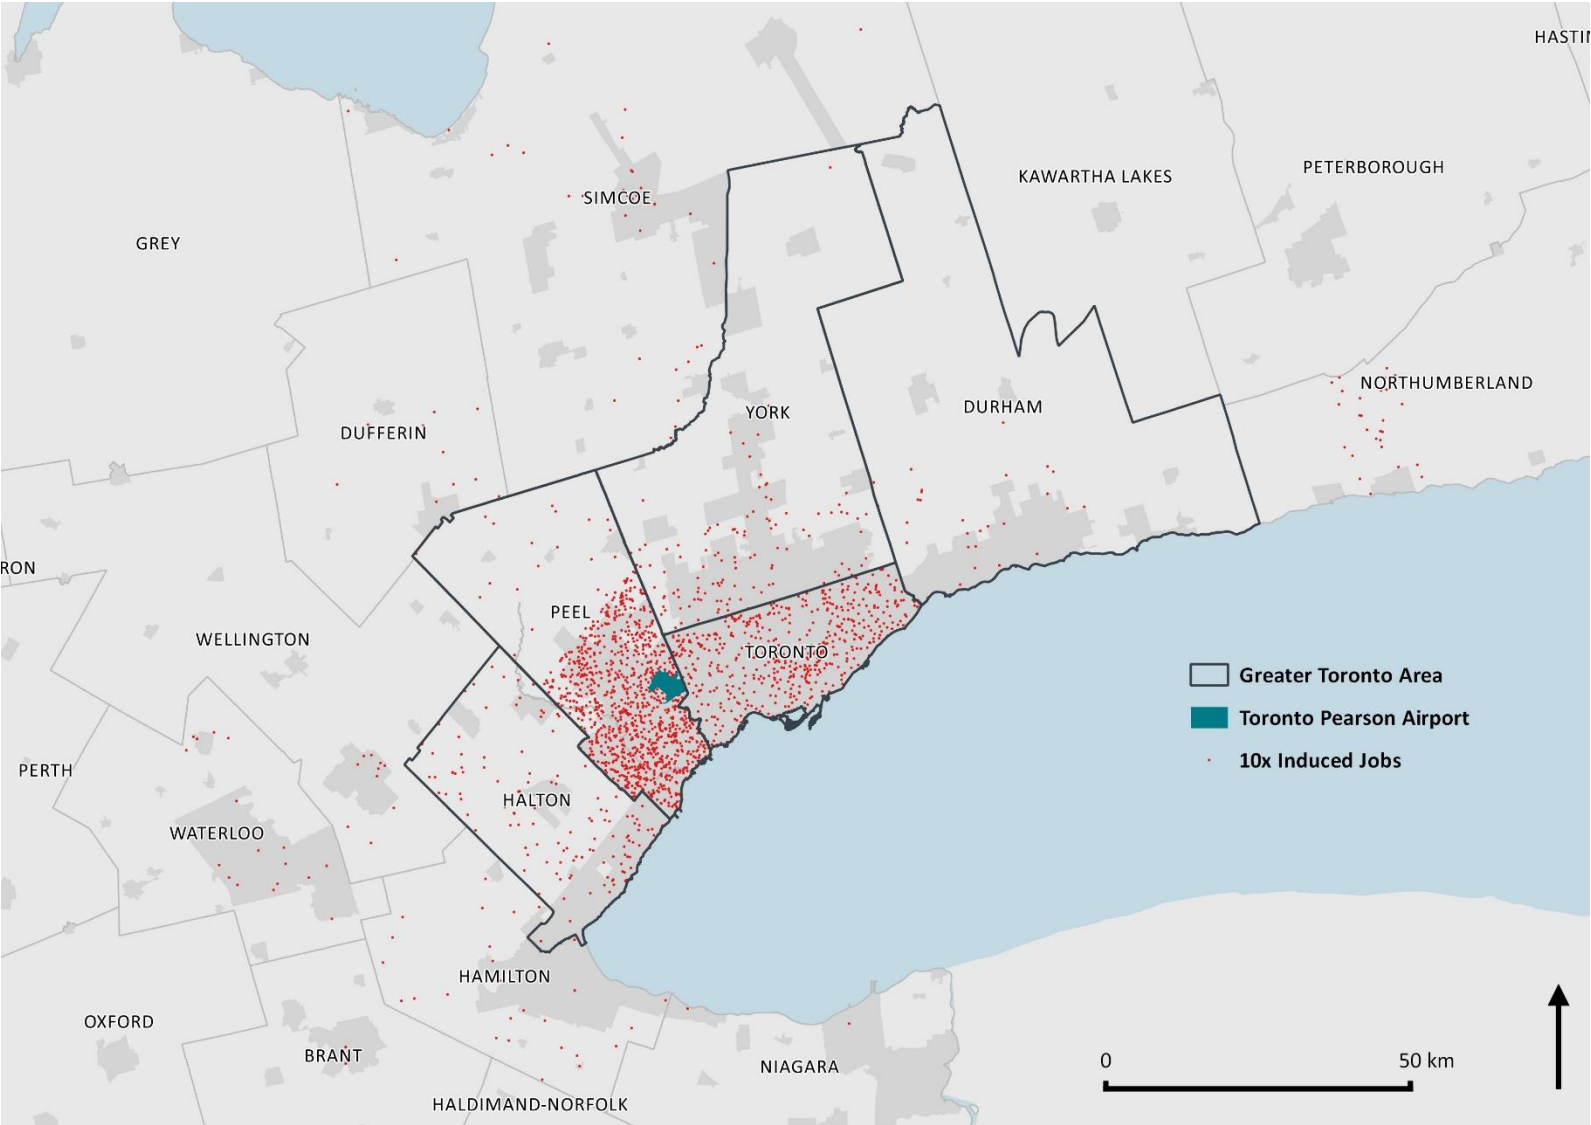 HASTIN
KAWARTHA LAKES
PETERBOROUGH
SIMCOE
GREY
NORTHUMBERLAND
YORK
DURHAM
DUFFERIN
RON
PEEL
WELLINGTON
TORONTO
Greater Toronto Area
Toronto Pearson Airport
10x Induced Jobs
PERTH
HALTON
WATERLOO
HAMILTON
OXFORD
BRANT
NIAGARA
0 50 km
HALDIMAND-NORFOLK